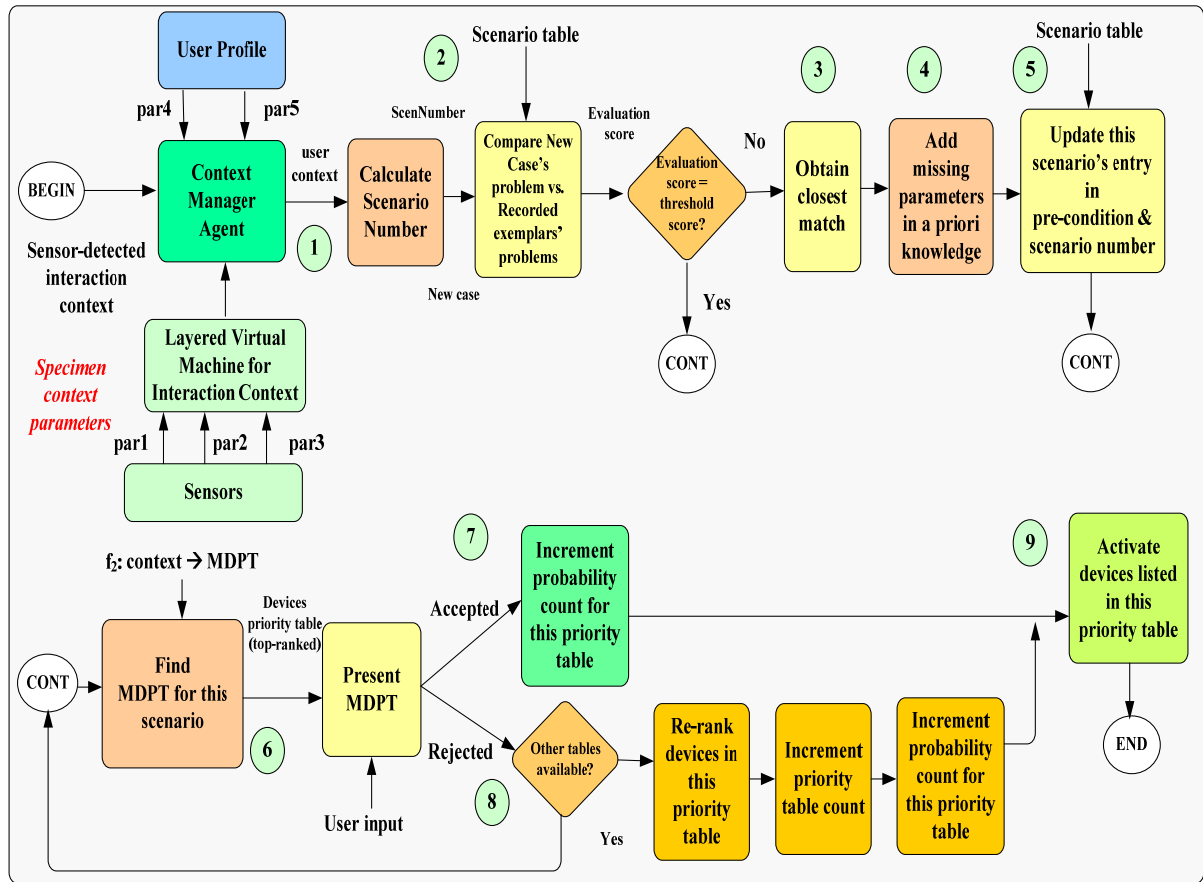 User Profile
par4
par5
BEGIN
Context
Manager
Agent
Sensor-detected
interaction
context
user
context
1
Calculate
Scenario
Number
ScenNumber
New case
2
Scenario table
Compare New
Case's
problem vs.
Recorded
exemplars'
problems
Evaluation
score
Evaluation
score =
threshold
score?
No
Yes
CONT
3
Obtain
closest
match
4
Add
missing
parameters
in a priori
knowledge
5
Scenario table
Update this
scenario's entry
in
pre-condition &
scenario number
CONT
Layered Virtual
Machine for
Interaction Context
Specimen
context
parameters
par1
par2
par3
Sensors
f₂: context → MDPT
CONT
Find
MDPT for this
scenario
6
Devices
priority table
(top-ranked)
Present
MDPT
User input
Accepted
Rejected
7
Increment
probability
count for
this priority
table
8
Other tables
available?
Yes
Re-rank
devices in
this
priority
table
Increment
priority
table count
Increment
probability
count for
this priority
table
9
Activate
devices listed
in this
priority table
END